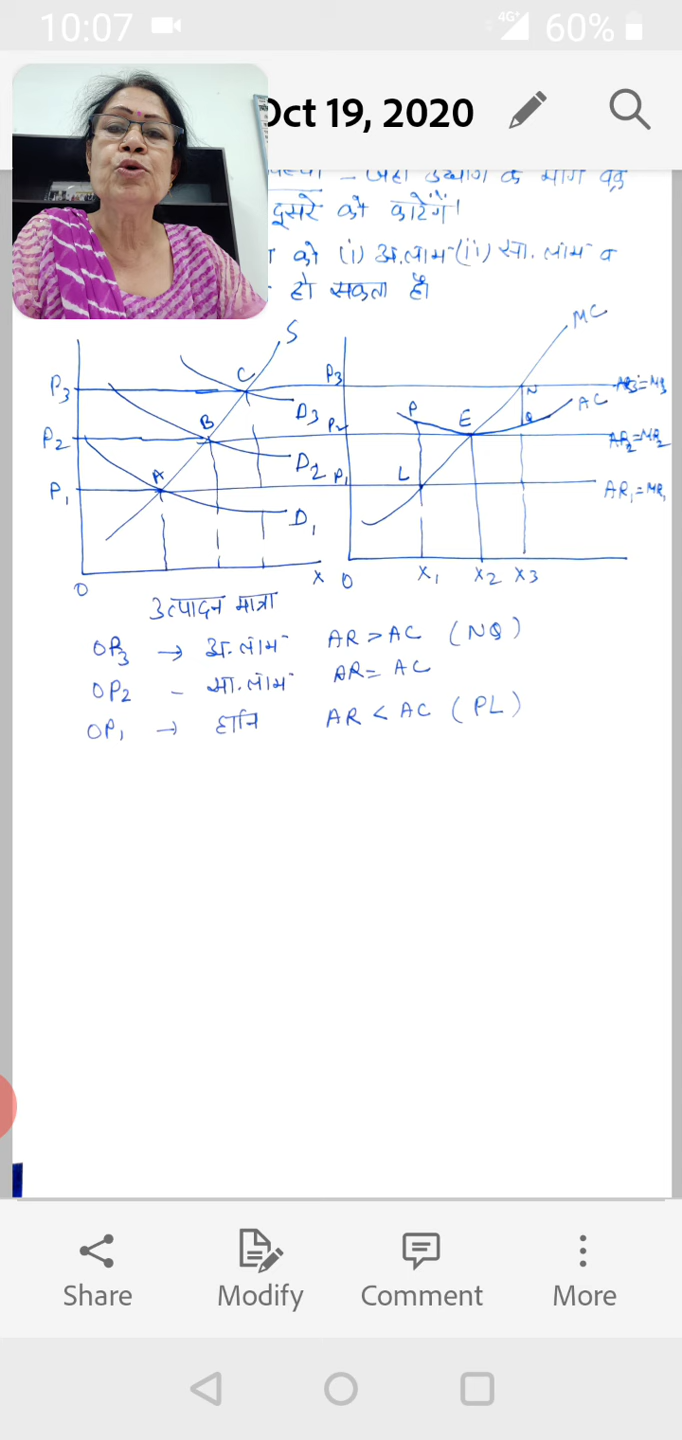 10:07
4G+
60%
Oct 19, 2020
के मांग वक्र
दूसरे को काटेंगे।
को (i) अ.लाभ (ii) सा. लाभ व
हो सकता है।
S
MC
P3
C
P3
N
AR3=MR3
D3
P
AC
P2
B
P2
E
Q
AR2=MR2
D2
P1
A
P1
L
AR1=MR1
D1
O
X
O
X1
X2
X3
उत्पादन मात्रा
OP3 → अ.लाभ AR > AC (NQ)
OP2 - सा.लाभ AR = AC
OP1 → हानि AR < AC (PL)
Share
Modify
Comment
More